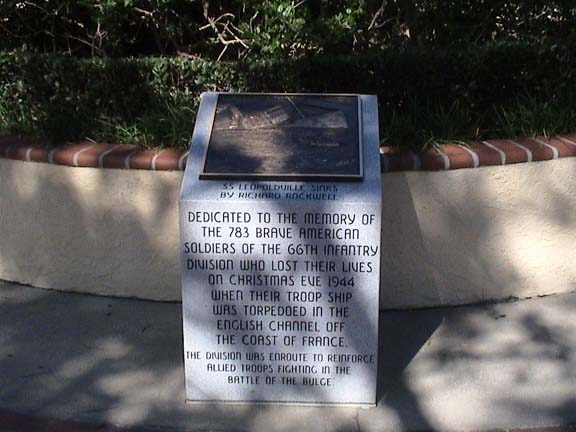 SS LEOPOLDVILLE SINKS
BY RICHARD ROCKWELL
DEDICATED TO THE MEMORY OF
THE 783 BRAVE AMERICAN
SOLDIERS OF THE 66TH INFANTRY
DIVISION WHO LOST THEIR LIVES
ON CHRISTMAS EVE 1944
WHEN THEIR TROOP SHIP
WAS TORPEDOED IN THE
ENGLISH CHANNEL OFF
THE COAST OF FRANCE.
THE DIVISION WAS ENROUTE TO REINFORCE
ALLIED TROOPS FIGHTING IN THE
BATTLE OF THE BULGE.